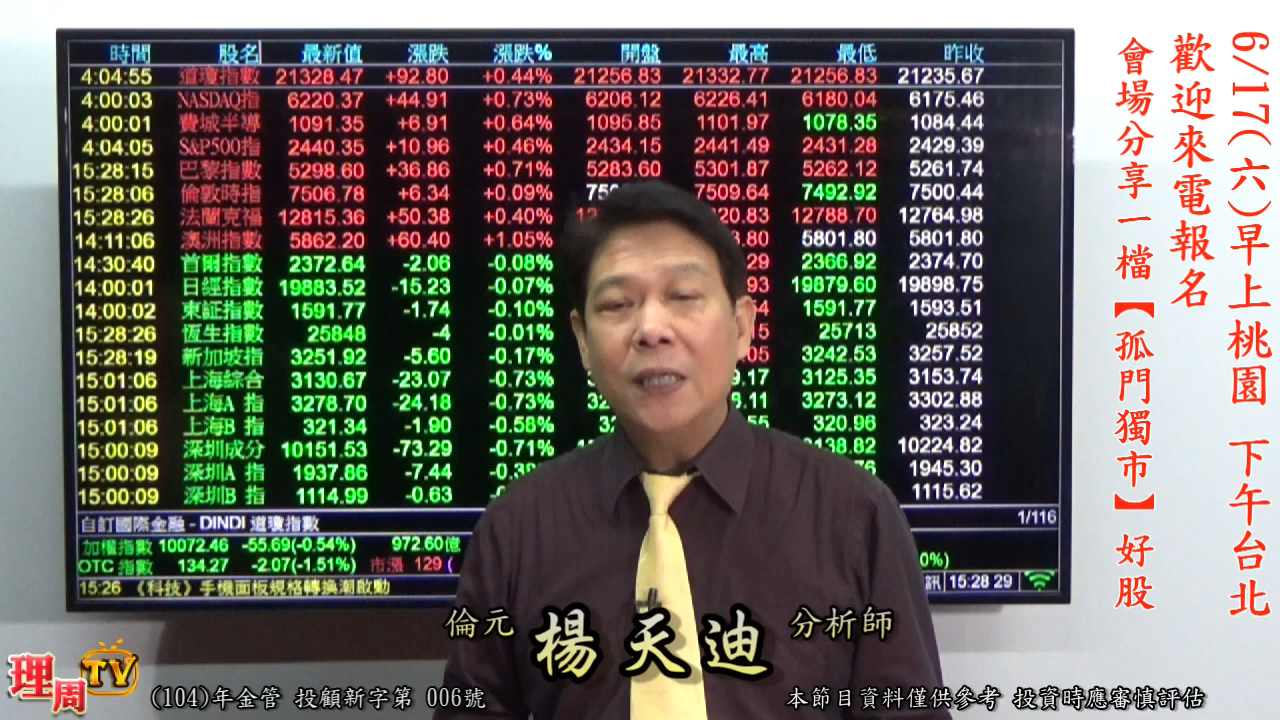 時間 股名 最新值 漲跌 漲跌% 開盤 最高 最低 昨收
4:04:55 道瓊指數 21328.47 +92.80 +0.44% 21256.83 21332.77 21256.83 21235.67
4:00:03 NASDAQ指 6220.37 +44.91 +0.73% 6206.12 6226.41 6180.04 6175.46
4:00:01 費城半導 1091.35 +6.91 +0.64% 1095.85 1101.97 1078.35 1084.44
4:04:05 S&P500指 2440.35 +10.96 +0.46% 2434.15 2441.49 2431.28 2429.39
15:28:15 巴黎指數 5298.60 +36.86 +0.71% 5283.60 5301.87 5262.12 5261.74
15:28:06 倫敦時指 7506.78 +6.34 +0.09% 7509.64 7492.92 7500.44
15:28:26 法蘭克福 12815.36 +50.38 +0.40% 12788.70 12764.98
14:11:06 澳洲指數 5862.20 +60.40 +1.05% 5801.80 5801.80
14:30:40 首爾指數 2372.64 -2.06 -0.08% 2366.92 2374.70
14:00:01 日經指數 19883.52 -15.23 -0.07% 19879.60 19898.75
14:00:02 東証指數 1591.77 -1.74 -0.10% 1591.77 1593.51
15:28:26 恆生指數 25848 -4 -0.01% 25713 25852
15:28:19 新加坡指 3251.92 -5.60 -0.17% 3242.53 3257.52
15:01:06 上海綜合 3130.67 -23.07 -0.73% 3125.35 3153.74
15:01:06 上海A 指 3278.70 -24.18 -0.73% 3273.12 3302.88
15:01:06 上海B 指 321.34 -1.90 -0.58% 320.96 323.24
15:00:09 深圳成分 10151.53 -73.29 -0.71% 10224.82
15:00:09 深圳A 指 1937.86 -7.44 1945.30
15:00:09 深圳B 指 1114.99 -0.63 1115.62
自訂國際金融 - DINDI 道瓊指數 1/116
加權指數 10072.46 -55.69(-0.54%) 972.60億
OTC 指數 134.27 -2.07(-1.51%) 市漲 129
15:26 《科技》手機面板規格轉換潮啟動 15:28 29
6/17(六)早上桃園 下午台北
歡迎來電報名
會場分享一檔【孤門獨市】好股
倫元 楊天迪 分析師
理周TV
(104)年金管 投顧新字第 006號
本節目資料僅供參考 投資時應審慎評估